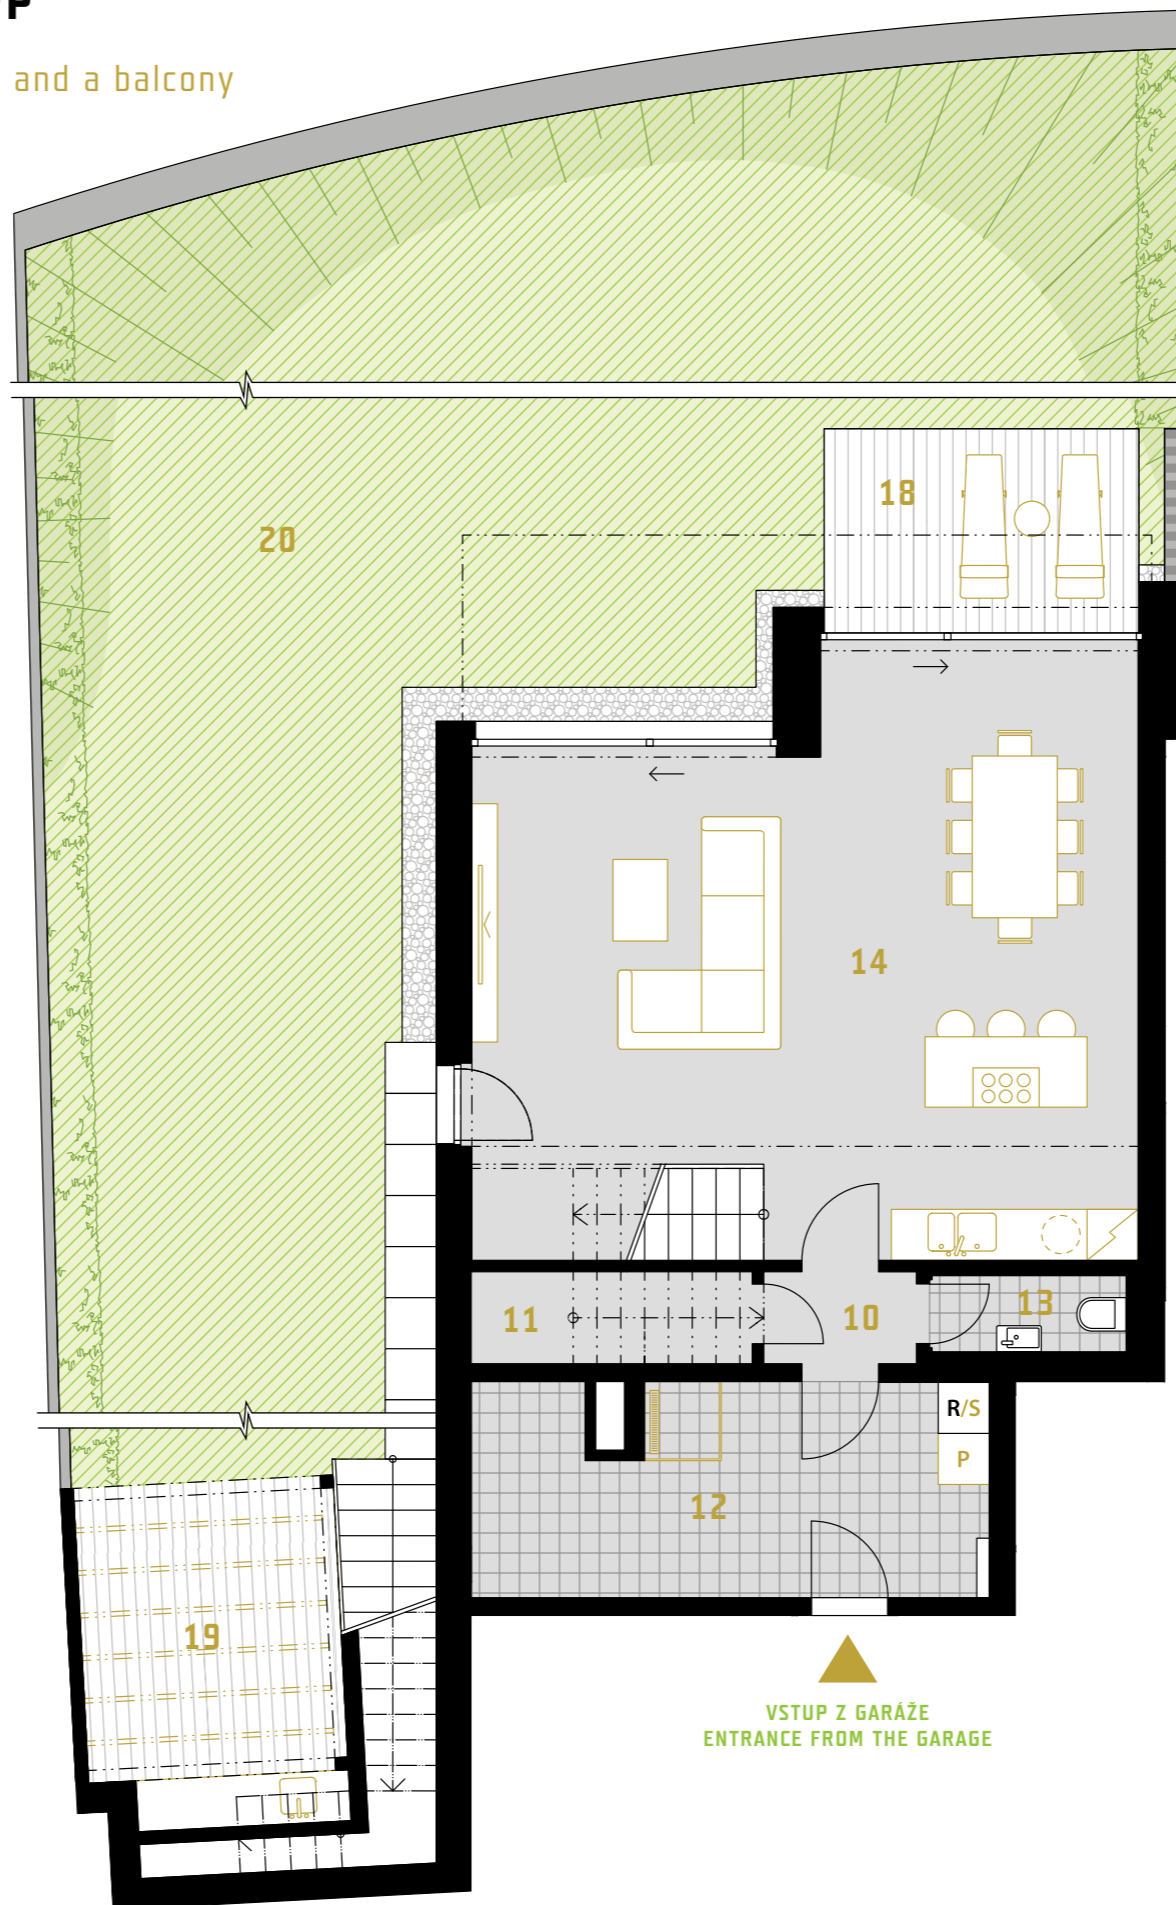 and a balcony
18
20
14
11
10
13
R/S
P
12
19
VSTUP Z GARÁŽE
ENTRANCE FROM THE GARAGE